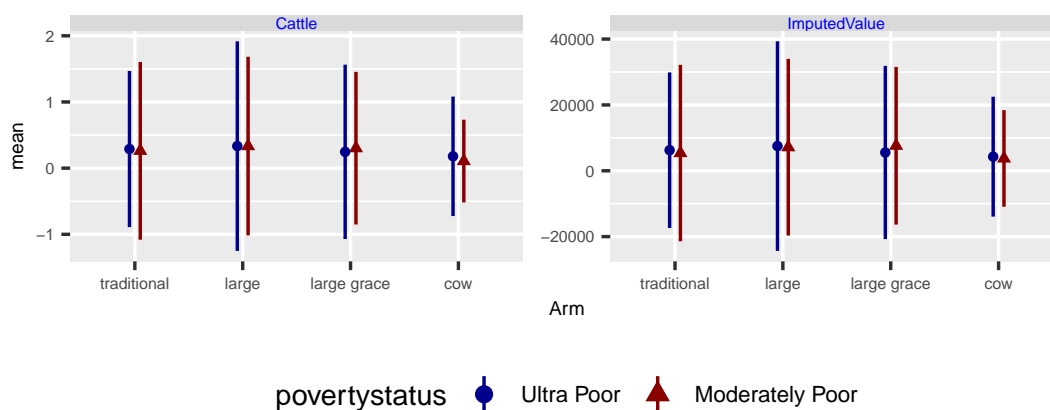 Cattle
ImputedValue
mean
2
1
0
−1
40000
20000
0
−20000
traditional large large grace cow
traditional large large grace cow
Arm
povertystatus Ultra Poor Moderately Poor